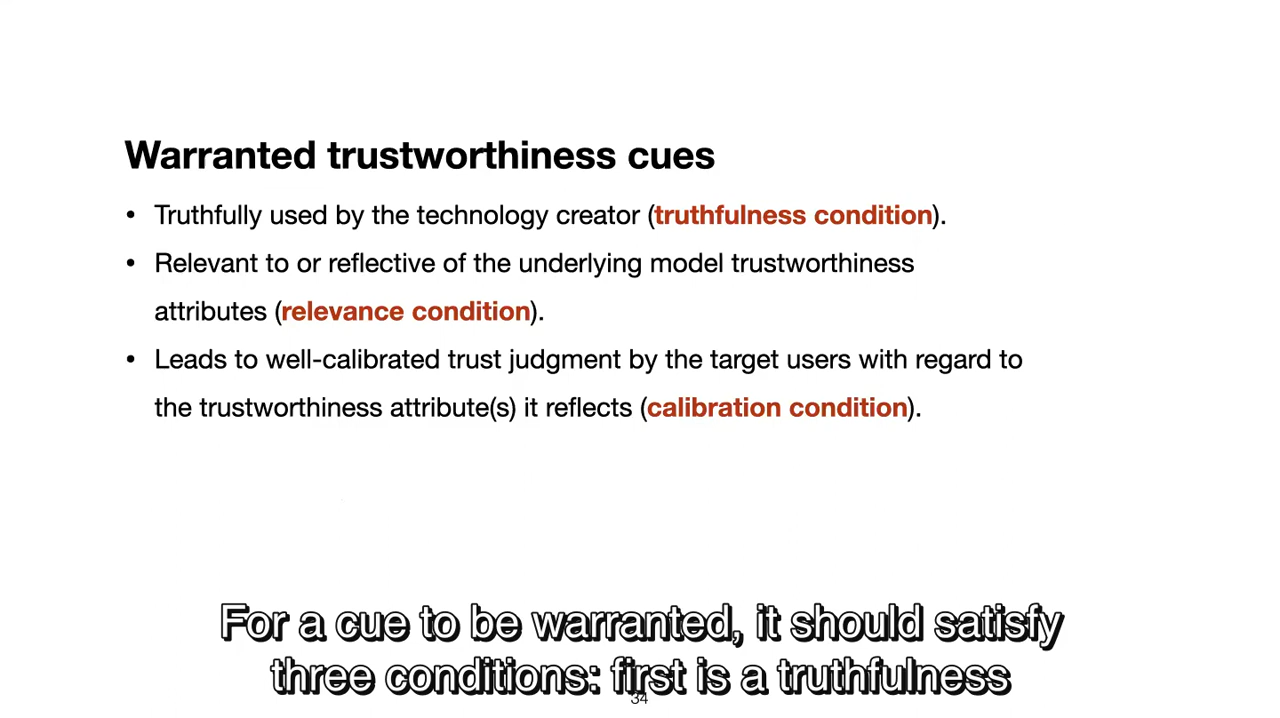 Warranted trustworthiness cues
• Truthfully used by the technology creator (truthfulness condition).
• Relevant to or reflective of the underlying model trustworthiness
attributes (relevance condition).
• Leads to well-calibrated trust judgment by the target users with regard to
the trustworthiness attribute(s) it reflects (calibration condition).
For a cue to be warranted, it should satisfy
three conditions: first is a truthfulness
34